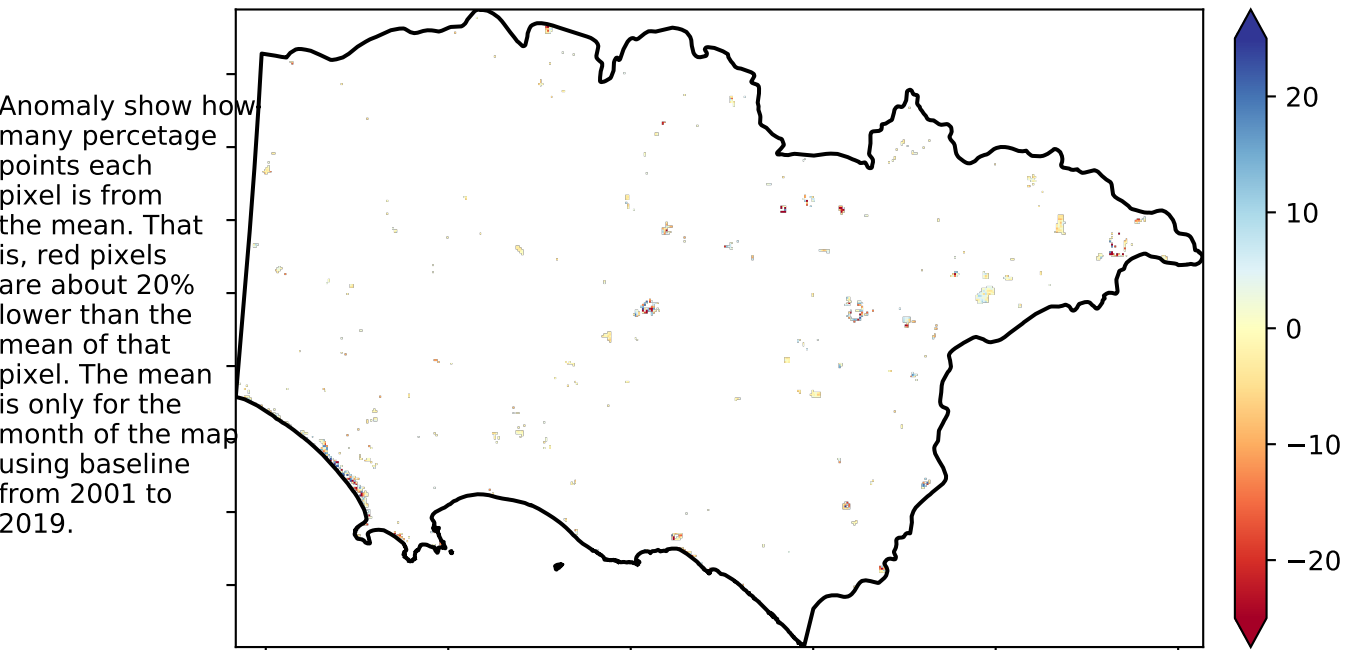 Anomaly show how
many percetage
points each
pixel is from
the mean. That
is, red pixels
are about 20%
lower than the
mean of that
pixel. The mean
is only for the
month of the map
using baseline
from 2001 to
2019.
20
10
0
−10
−20